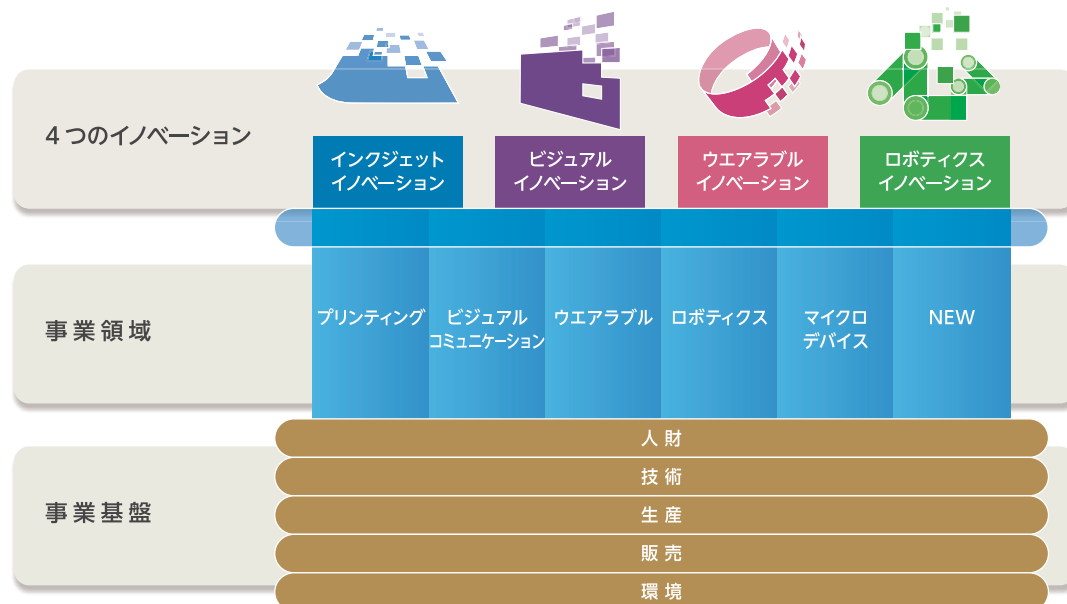 4つのイノベーション
インクジェット
イノベーション
ビジュアル
イノベーション
ウエアラブル
イノベーション
ロボティクス
イノベーション
事業領域
プリンティング
ビジュアル
コミュニケーション
ウエアラブル
ロボティクス
マイクロ
デバイス
NEW
事業基盤
人財
技術
生産
販売
環境